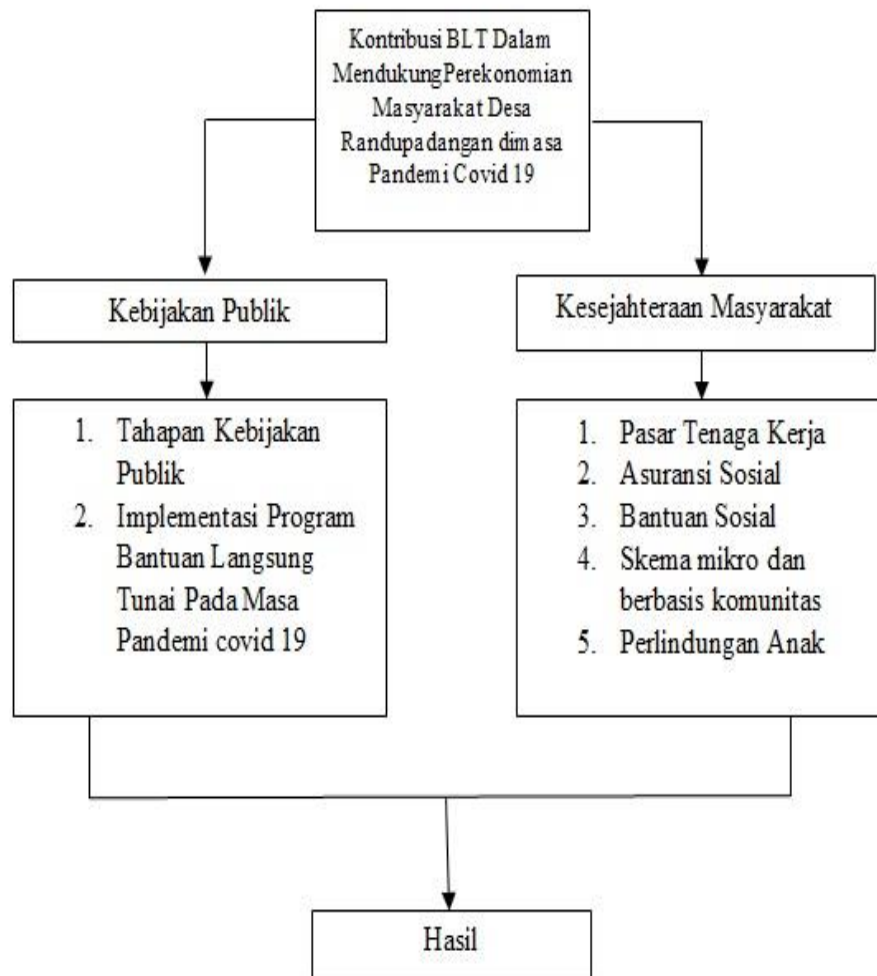 Kontribusi BLT Dalam
Mendukung Perekonomian
Masyarakat Desa
Randupadangan dimasa
Pandemi Covid 19
Kebijakan Publik
Kesejahteraan Masyarakat
1. Tahapan Kebijakan
Publik
2. Implementasi Program
Bantuan Langsung
Tunai Pada Masa
Pandemi covid 19
1. Pasar Tenaga Kerja
2. Asuransi Sosial
3. Bantuan Sosial
4. Skema mikro dan
berbasis komunitas
5. Perlindungan Anak
Hasil